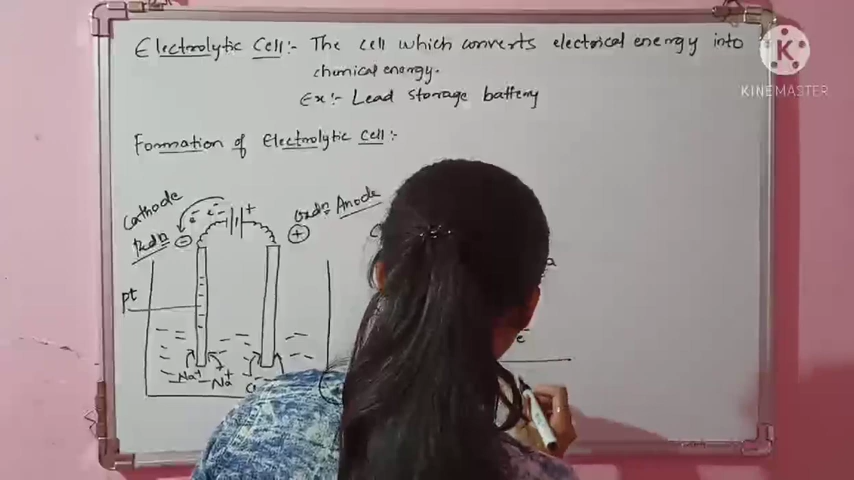 Electrolytic Cell:- The cell which converts electrical energy into
chemical energy.
Ex:- Lead storage battery
Formation of Electrolytic Cell:-
Cathode
Redn
-
e- e-
+
+
Oxdn Anode
pt
Na+
Na+
e
K
KINEMASTER